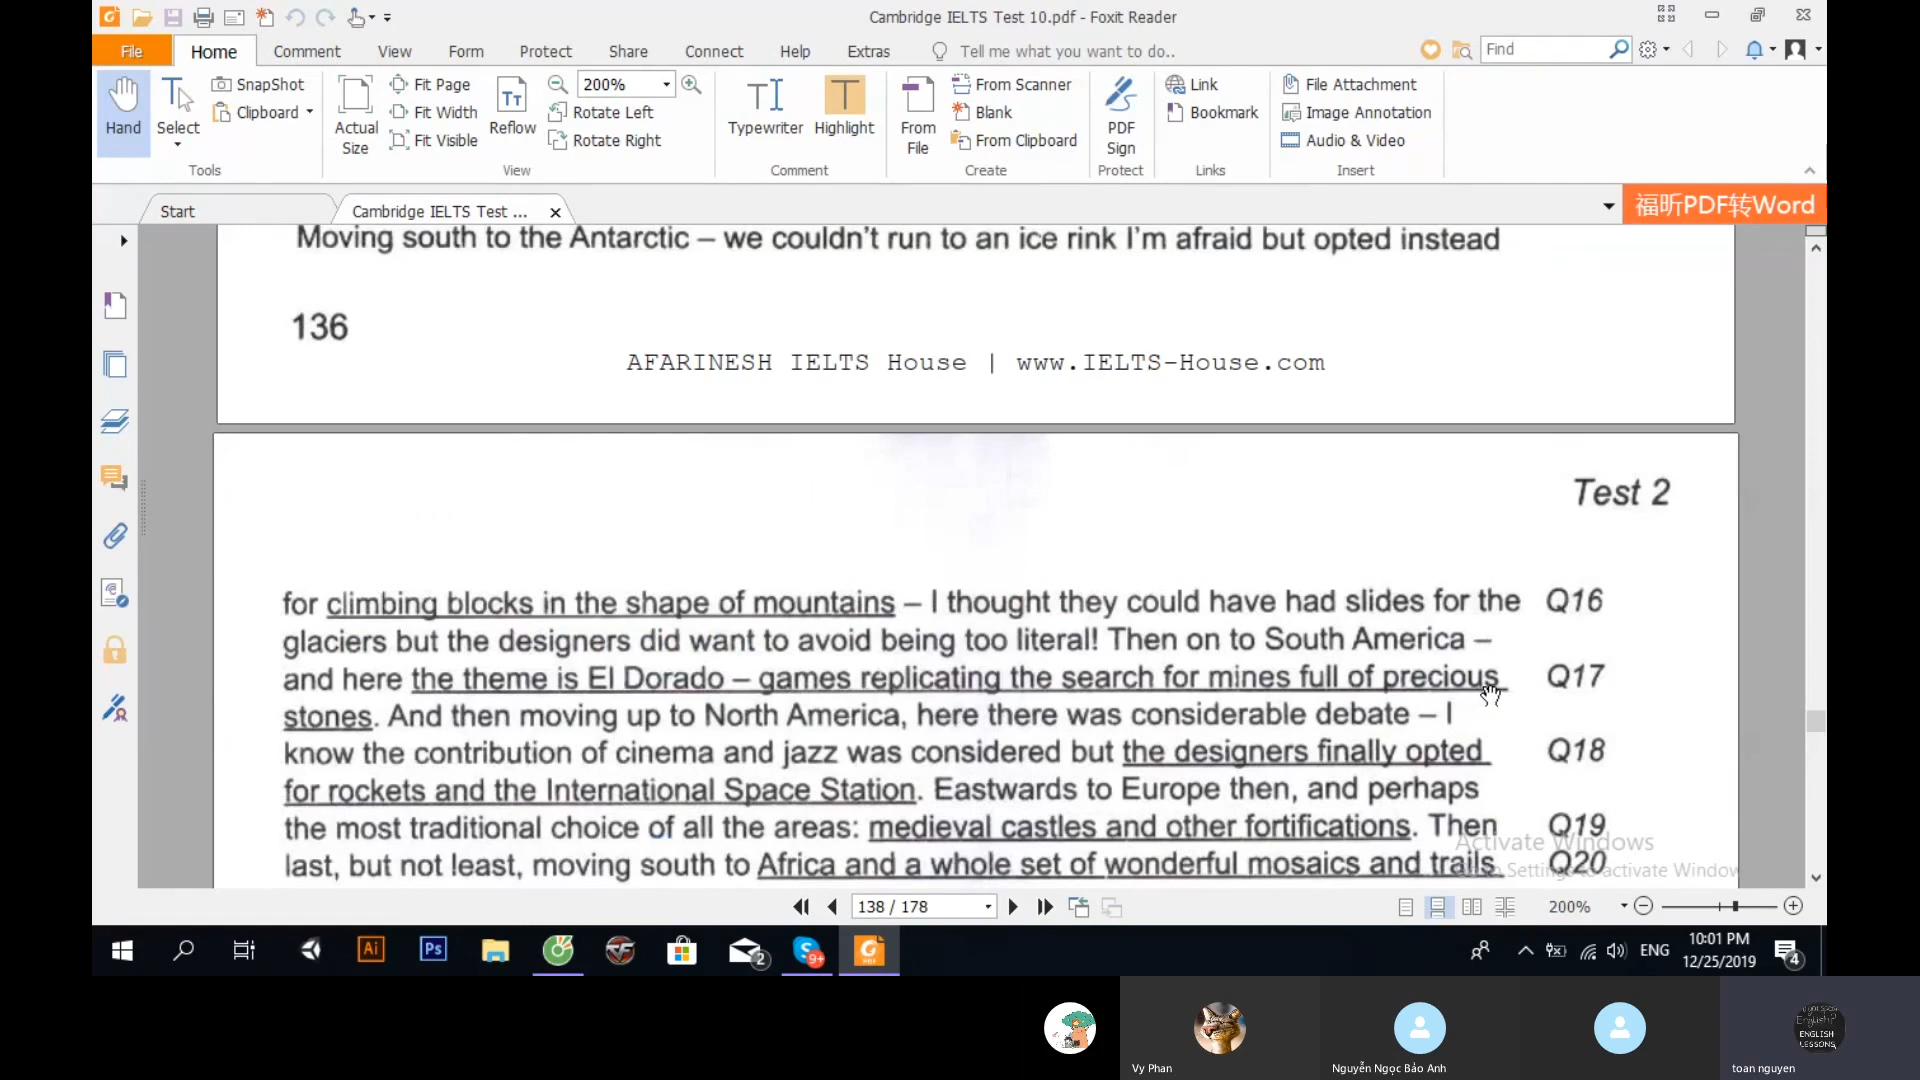 Cambridge IELTS Test 10.pdf - Foxit Reader
File Home Comment View Form Protect Share Connect Help Extras Tell me what you want to do.. Find
Hand
Select
SnapShot
Clipboard
Tools
Actual Size
Fit Page
Fit Width
Fit Visible
Reflow
200%
Rotate Left
Rotate Right
View
Typewriter
Highlight
Comment
From File
From Scanner
Blank
From Clipboard
Create
PDF Sign
Protect
Link
Bookmark
Links
File Attachment
Image Annotation
Audio & Video
Insert
Start
Cambridge IELTS Test ...
福昕PDF转Word
Moving south to the Antarctic – we couldn't run to an ice rink I'm afraid but opted instead
136
AFARINESH IELTS House | www.IELTS-House.com
Test 2
for climbing blocks in the shape of mountains – I thought they could have had slides for the Q16
glaciers but the designers did want to avoid being too literal! Then on to South America –
and here the theme is El Dorado – games replicating the search for mines full of precious Q17
stones. And then moving up to North America, here there was considerable debate – I
know the contribution of cinema and jazz was considered but the designers finally opted Q18
for rockets and the International Space Station. Eastwards to Europe then, and perhaps
the most traditional choice of all the areas: medieval castles and other fortifications. Then Q19
last, but not least, moving south to Africa and a whole set of wonderful mosaics and trails Q20
Activate Windows
Settings to activate Window
138 / 178
200%
Ai
Ps
2
9+
ENG
10:01 PM
12/25/2019
4
ENGLISH
LESSONS
Vy Phan
Nguyễn Ngọc Bảo Anh
toan nguyen